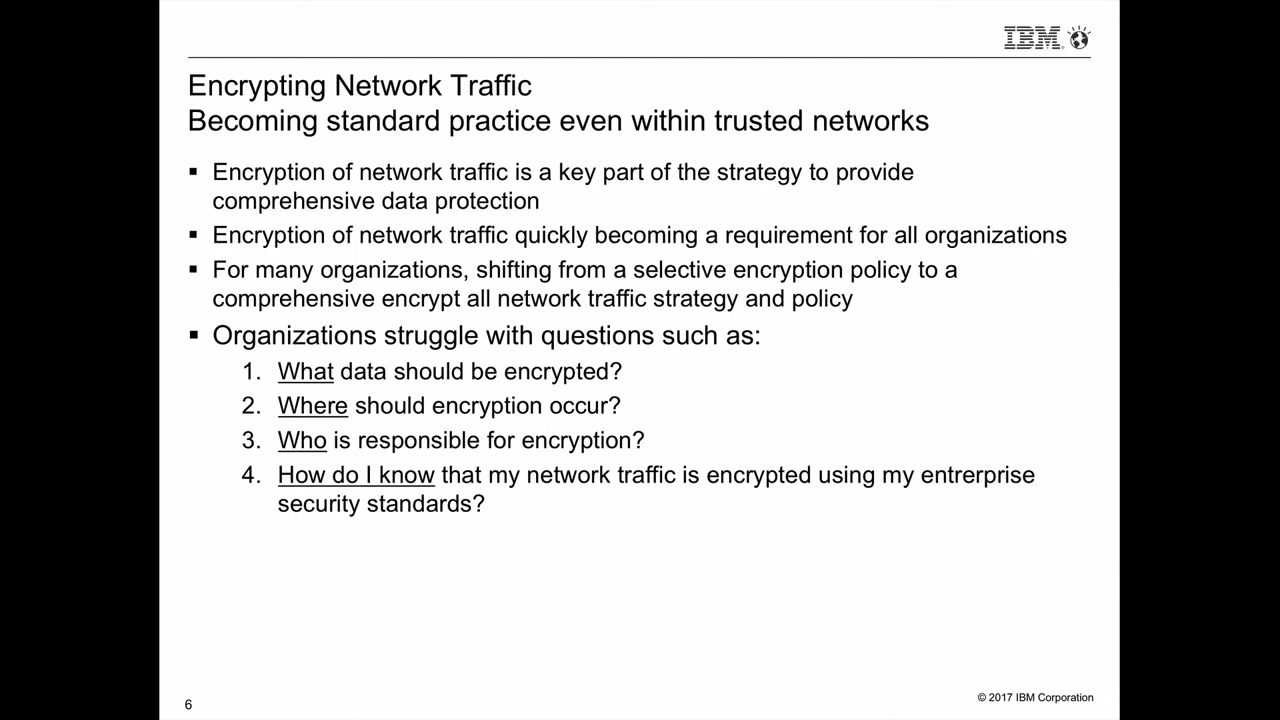 IBM
Encrypting Network Traffic
Becoming standard practice even within trusted networks
▪ Encryption of network traffic is a key part of the strategy to provide
comprehensive data protection
▪ Encryption of network traffic quickly becoming a requirement for all organizations
▪ For many organizations, shifting from a selective encryption policy to a
comprehensive encrypt all network traffic strategy and policy
▪ Organizations struggle with questions such as:
1. What data should be encrypted?
2. Where should encryption occur?
3. Who is responsible for encryption?
4. How do I know that my network traffic is encrypted using my entrerprise
security standards?
6
© 2017 IBM Corporation